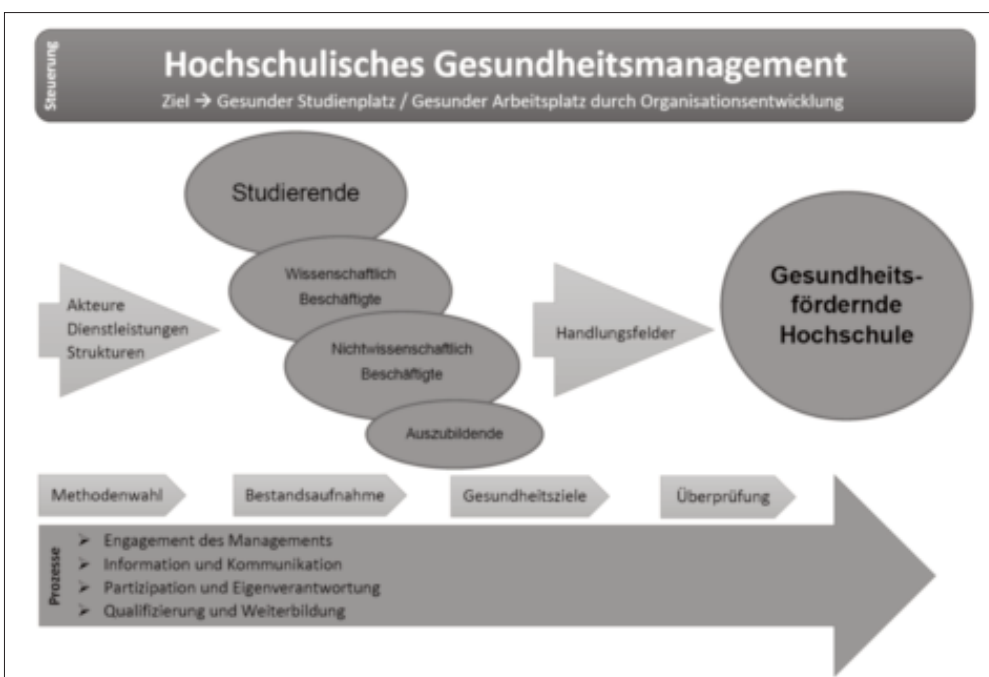 Steuerung
Hochschulisches Gesundheitsmanagement
Ziel → Gesunder Studienplatz / Gesunder Arbeitsplatz durch Organisationsentwicklung
Akteure
Dienstleistungen
Strukturen
Studierende
Wissenschaftlich
Beschäftigte
Nichtwissenschaftlich
Beschäftigte
Auszubildende
Handlungsfelder
Gesundheits-
fördernde
Hochschule
Methodenwahl
Bestandsaufnahme
Gesundheitsziele
Überprüfung
Prozesse
➢ Engagement des Managements
➢ Information und Kommunikation
➢ Partizipation und Eigenverantwortung
➢ Qualifizierung und Weiterbildung